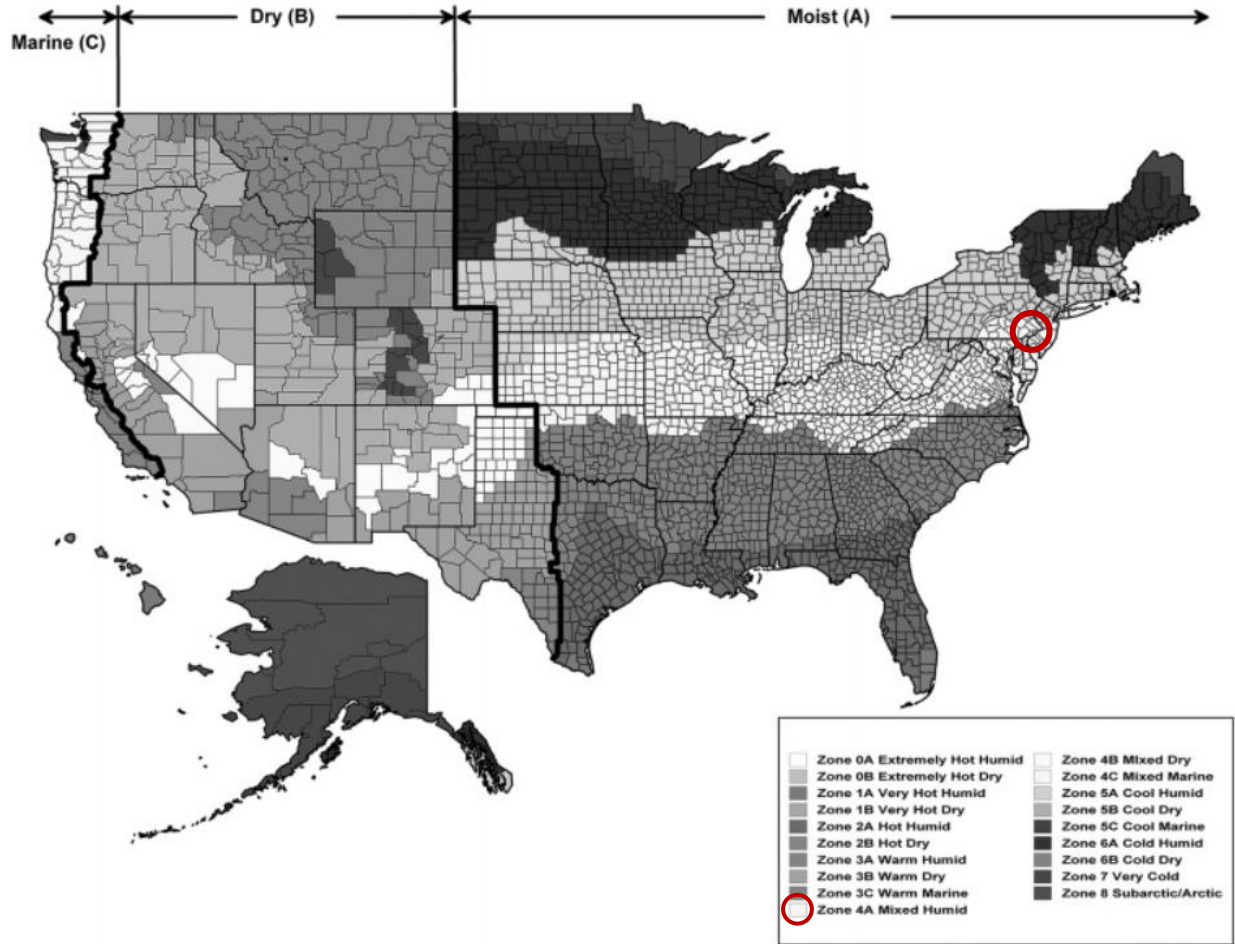 Dry (B)
Moist (A)
Marine (C)
Zone 0A Extremely Hot Humid
Zone 0B Extremely Hot Dry
Zone 1A Very Hot Humid
Zone 1B Very Hot Dry
Zone 2A Hot Humid
Zone 2B Hot Dry
Zone 3A Warm Humid
Zone 3B Warm Dry
Zone 3C Warm Marine
Zone 4A Mixed Humid
Zone 4B MIxed Dry
Zone 4C Mixed Marine
Zone 5A Cool Humid
Zone 5B Cool Dry
Zone 5C Cool Marine
Zone 6A Cold Humid
Zone 6B Cold Dry
Zone 7 Very Cold
Zone 8 Subarctic/Arctic